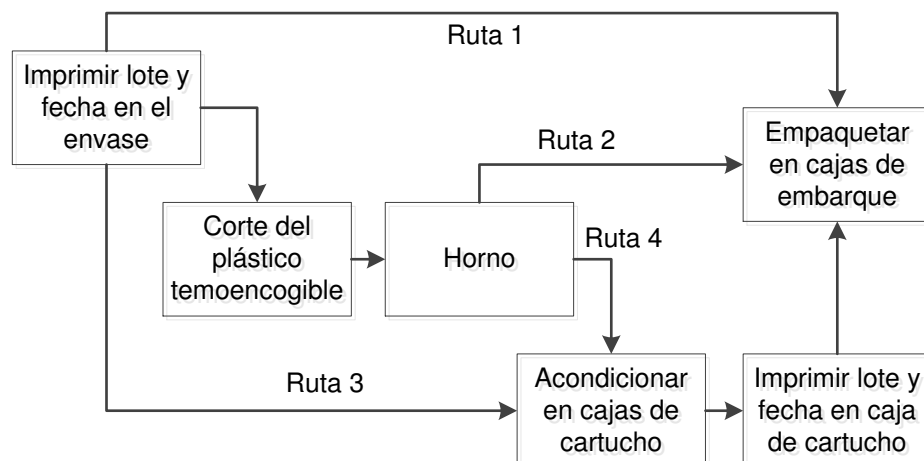 Ruta 1
Imprimir lote y
fecha en el
envase
Empaquetar
en cajas de
embarque
Ruta 2
Corte del
plástico
temoencogible
Horno
Ruta 4
Ruta 3
Acondicionar
en cajas de
cartucho
Imprimir lote y
fecha en caja
de cartucho